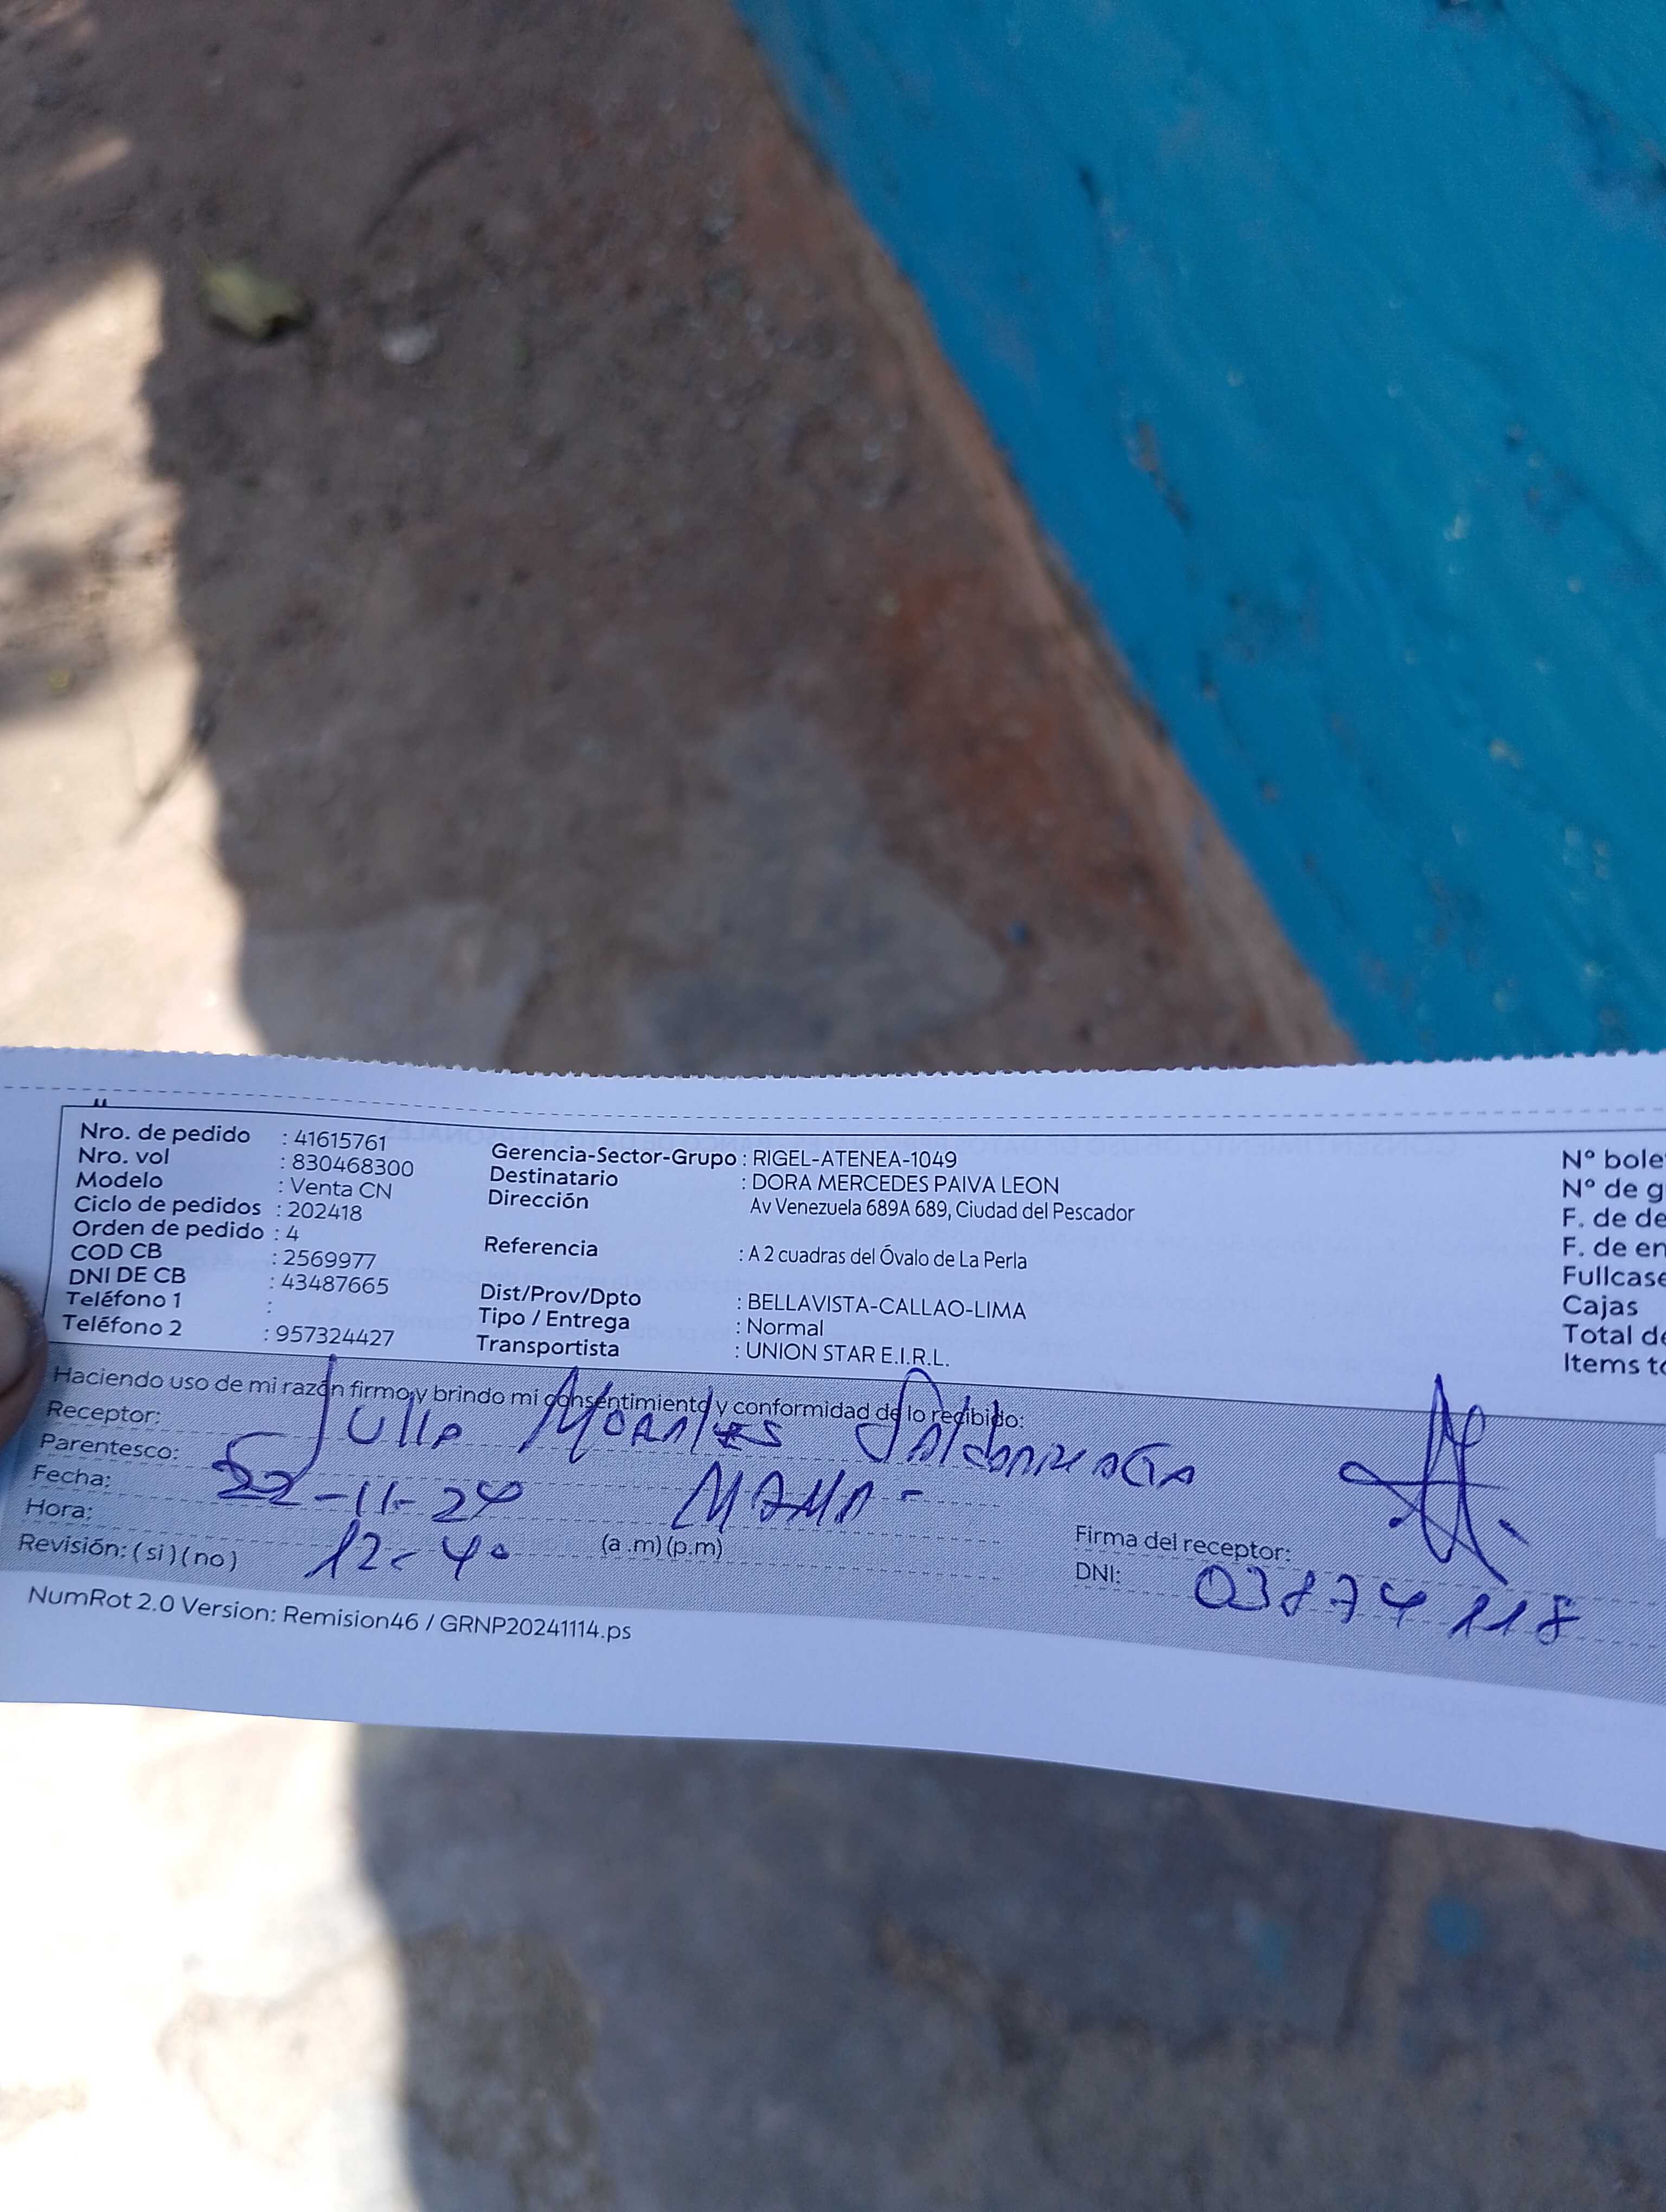 Nro. de pedido : 41615761
Nro. vol : 830468300
Modelo : Venta CN
Ciclo de pedidos : 202418
Orden de pedido : 4
COD CB : 2569977
DNI DE CB : 43487665
Teléfono 1 :
Teléfono 2 : 957324427
Gerencia-Sector-Grupo : RIGEL-ATENEA-1049
Destinatario : DORA MERCEDES PAIVA LEON
Dirección Av Venezuela 689A 689, Ciudad del Pescador
Referencia : A 2 cuadras del Óvalo de La Perla
Dist/Prov/Dpto : BELLAVISTA-CALLAO-LIMA
Tipo / Entrega : Normal
Transportista : UNION STAR E.I.R.L.
N° bole
N° de g
F. de de
F. de en
Fullcase
Cajas
Total de
Items to
Haciendo uso de mi razón firmo y brindo mi consentimiento y conformidad de lo recibido:
Receptor: Julia Morales
Parentesco: MAMA-
Fecha: 22-11-24
Hora: 12-40 (a .m) (p.m)
Revisión: ( si ) ( no )
Firma del receptor:
DNI: 03874118
NumRot 2.0 Version: Remision46 / GRNP20241114.ps